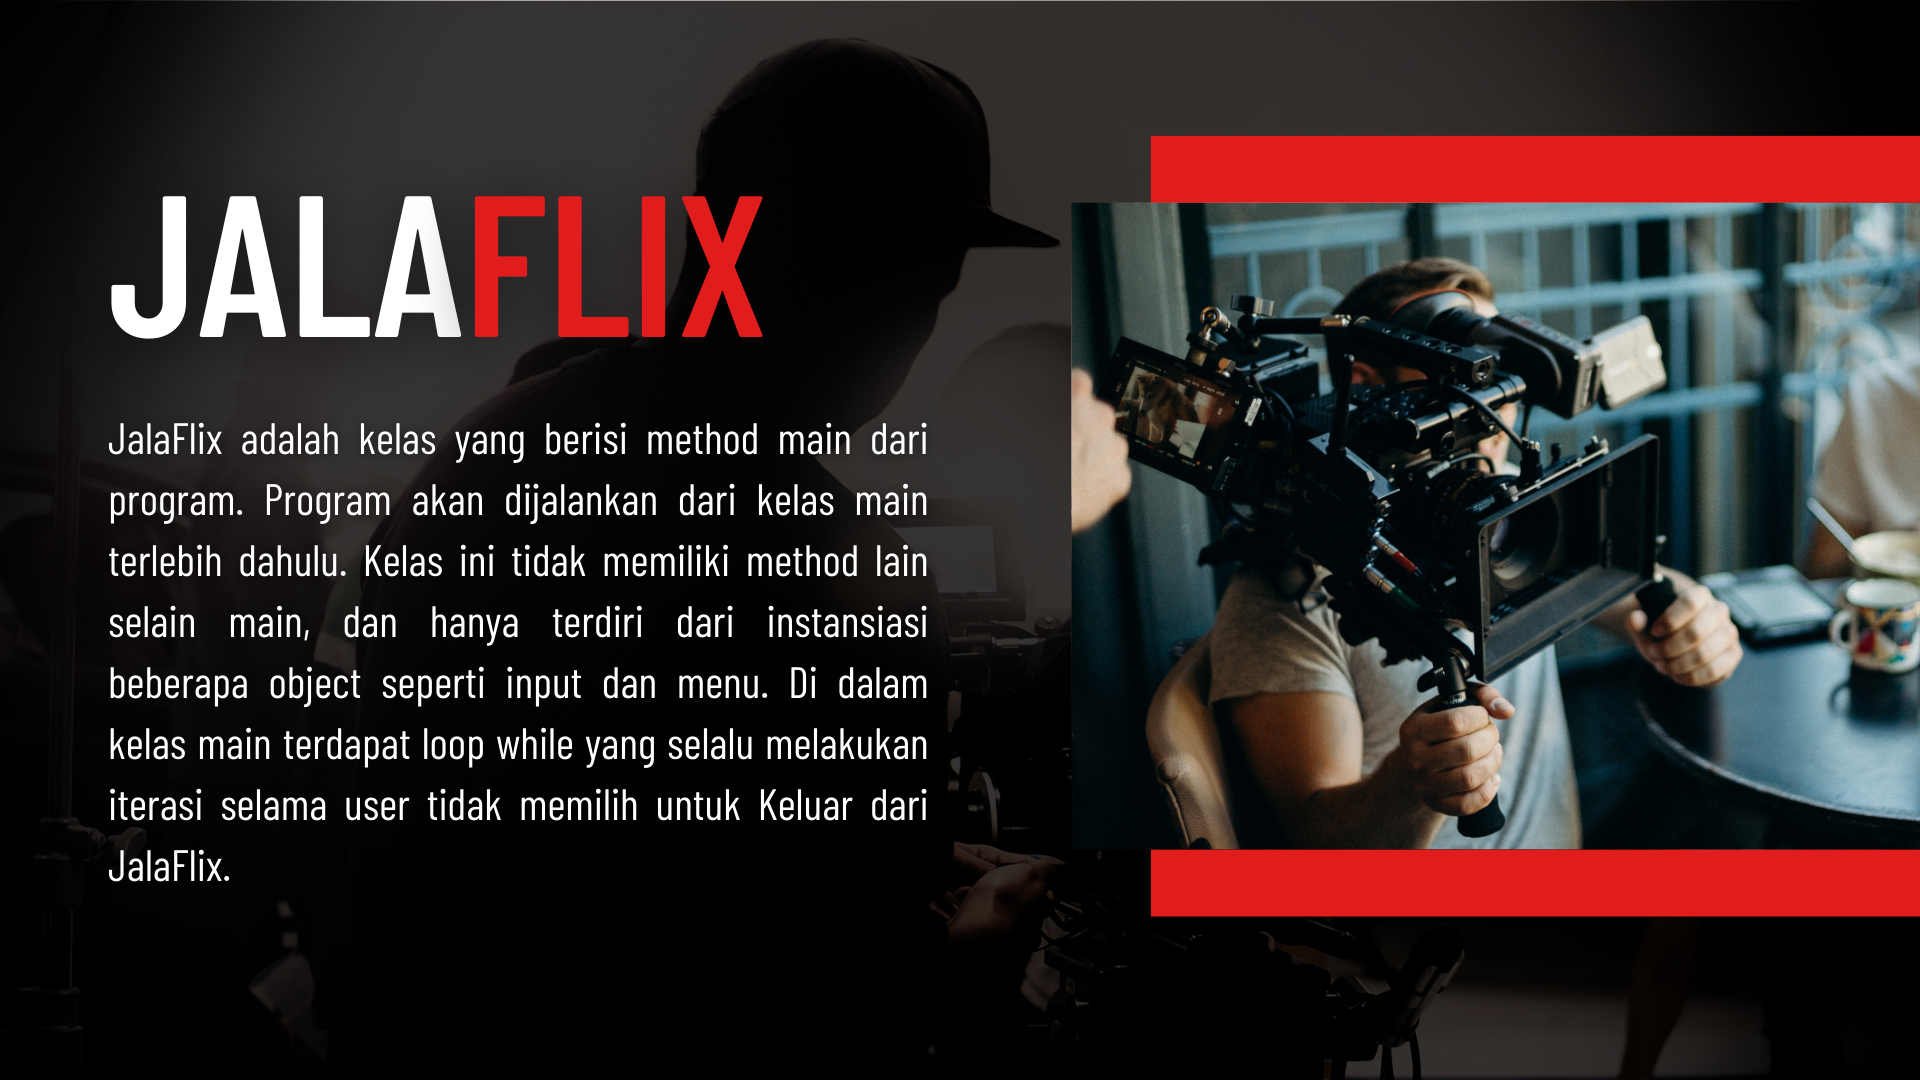 JALAFLIX
JalaFlix adalah kelas yang berisi method main dari
program. Program akan dijalankan dari kelas main
terlebih dahulu. Kelas ini tidak memiliki method lain
selain main, dan hanya terdiri dari instansiasi
beberapa object seperti input dan menu. Di dalam
kelas main terdapat loop while yang selalu melakukan
iterasi selama user tidak memilih untuk Keluar dari
JalaFlix.